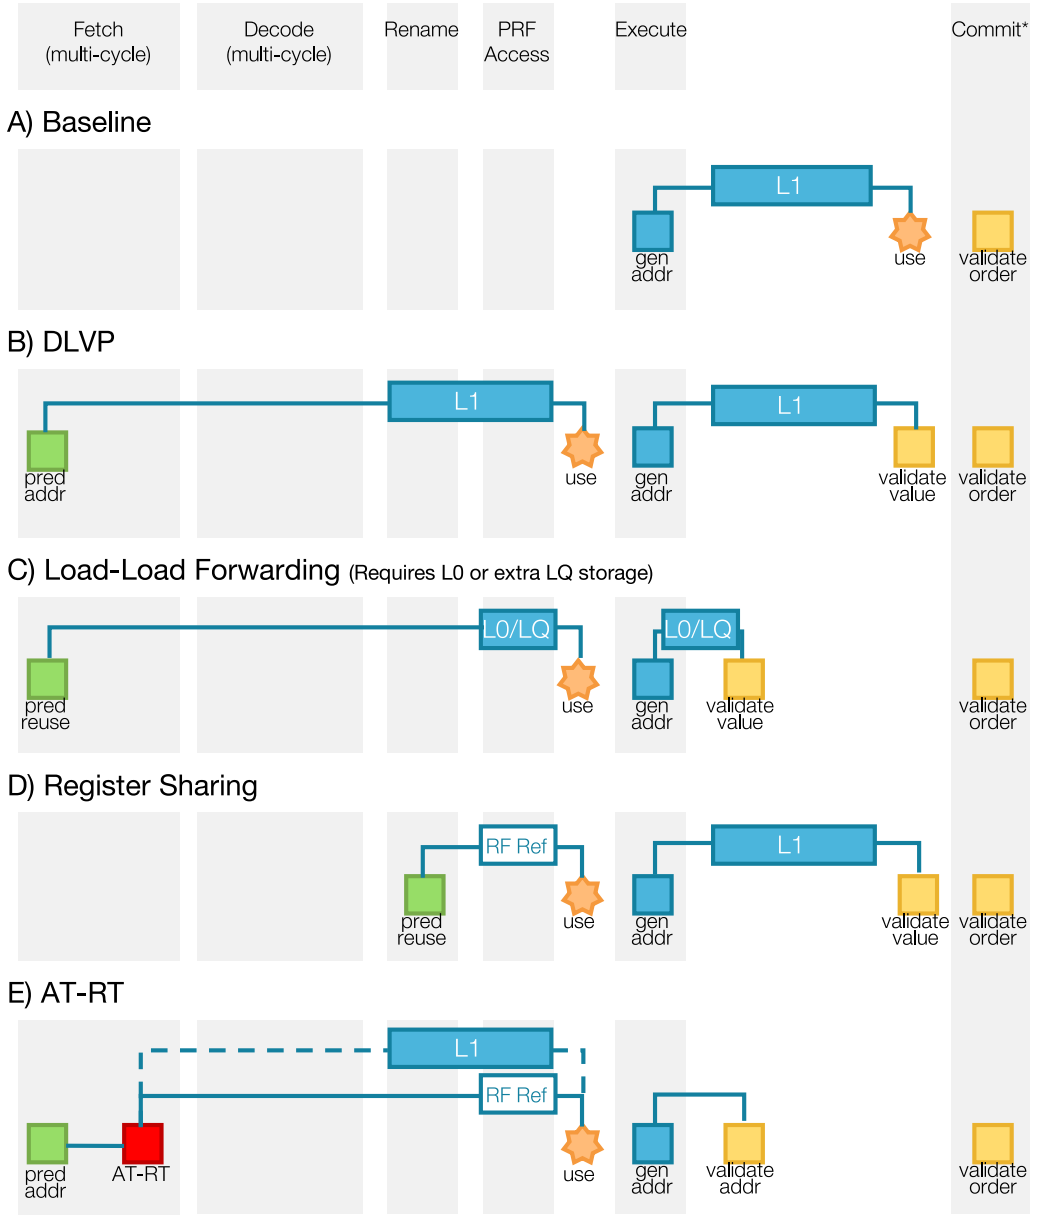 Fetch
(multi-cycle)
Decode
(multi-cycle)
Rename
PRF
Access
Execute
Commit*
A) Baseline
L1
gen
addr
use
validate
order
B) DLVP
L1
L1
pred
addr
use
gen
addr
validate
value
validate
order
C) Load-Load Forwarding (Requires L0 or extra LQ storage)
L0/LQ
L0/LQ
pred
reuse
use
gen
addr
validate
value
validate
order
D) Register Sharing
RF Ref
L1
pred
reuse
use
gen
addr
validate
value
validate
order
E) AT-RT
L1
RF Ref
pred
addr
AT-RT
use
gen
addr
validate
addr
validate
order